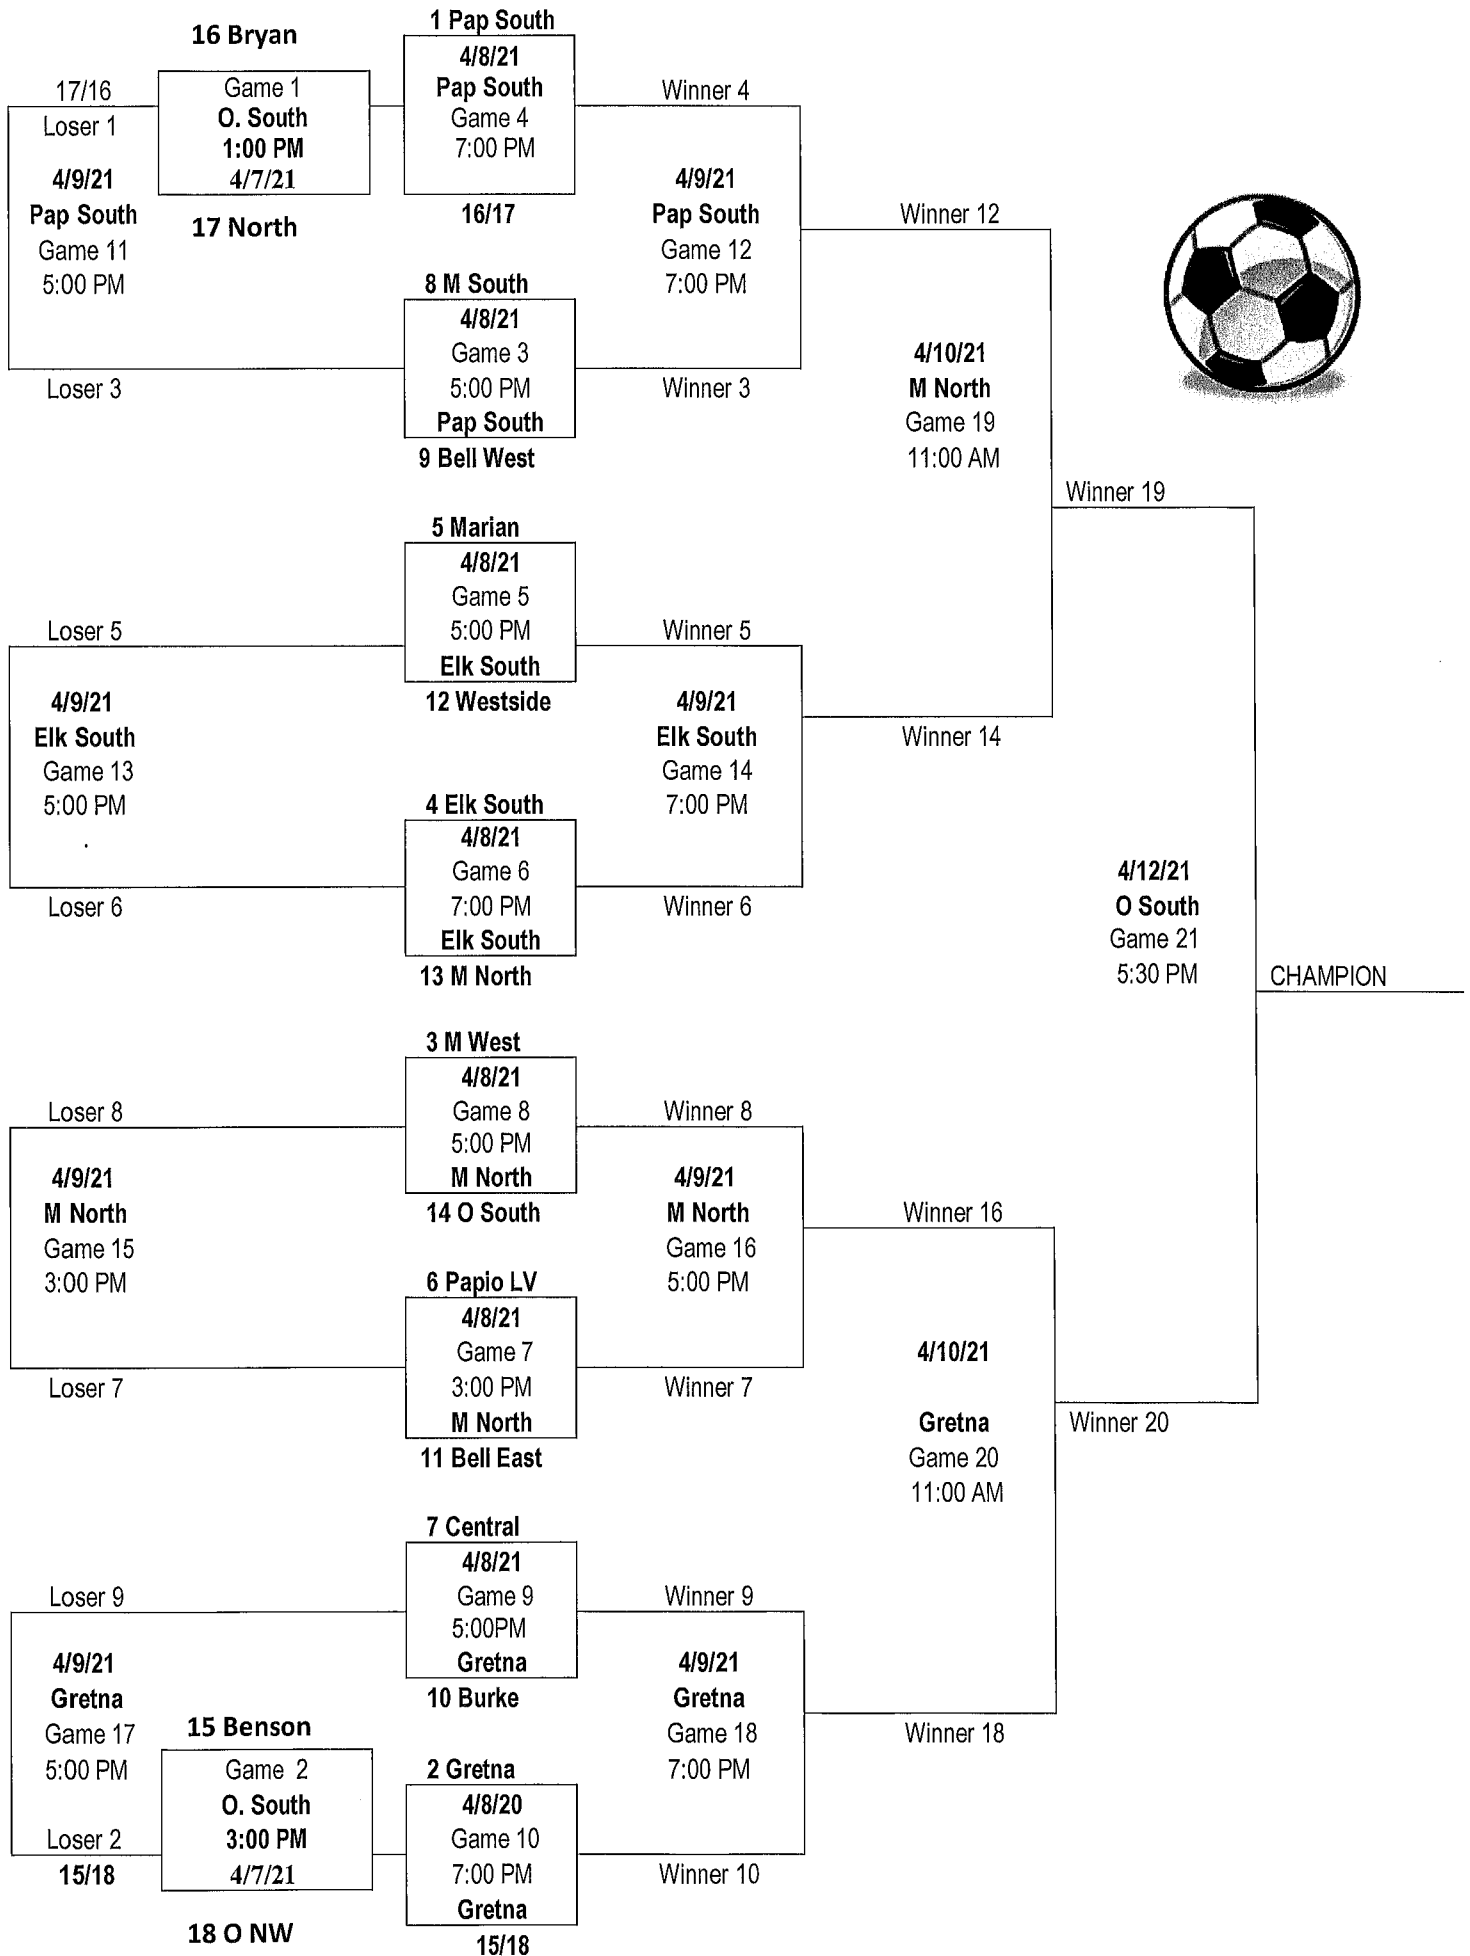 1 Pap South
16 Bryan
4/8/21
Pap South
Game 4
7:00 PM
16/17
17/16
Loser 1
Game 1
O. South
1:00 PM
4/7/21
17 North
Winner 4
4/9/21
Pap South
Game 11
5:00 PM
4/9/21
Pap South
Game 12
7:00 PM
Winner 12
8 M South
4/8/21
Game 3
5:00 PM
Pap South
9 Bell West
Loser 3
Winner 3
4/10/21
M North
Game 19
11:00 AM
Winner 19
5 Marian
4/8/21
Game 5
5:00 PM
Elk South
12 Westside
Loser 5
Winner 5
4/9/21
Elk South
Game 13
5:00 PM
4/9/21
Elk South
Game 14
7:00 PM
Winner 14
4 Elk South
4/8/21
Game 6
7:00 PM
Elk South
13 M North
Loser 6
Winner 6
4/12/21
O South
Game 21
5:30 PM
CHAMPION
3 M West
4/8/21
Game 8
5:00 PM
M North
14 O South
Loser 8
Winner 8
4/9/21
M North
Game 15
3:00 PM
4/9/21
M North
Game 16
5:00 PM
Winner 16
6 Papio LV
4/8/21
Game 7
3:00 PM
M North
11 Bell East
Loser 7
Winner 7
4/10/21
Gretna
Game 20
11:00 AM
Winner 20
7 Central
4/8/21
Game 9
5:00PM
Gretna
10 Burke
Loser 9
Winner 9
4/9/21
Gretna
Game 17
5:00 PM
4/9/21
Gretna
Game 18
7:00 PM
Winner 18
15 Benson
Game 2
O. South
3:00 PM
4/7/21
18 O NW
Loser 2
15/18
2 Gretna
4/8/20
Game 10
7:00 PM
Gretna
15/18
Winner 10